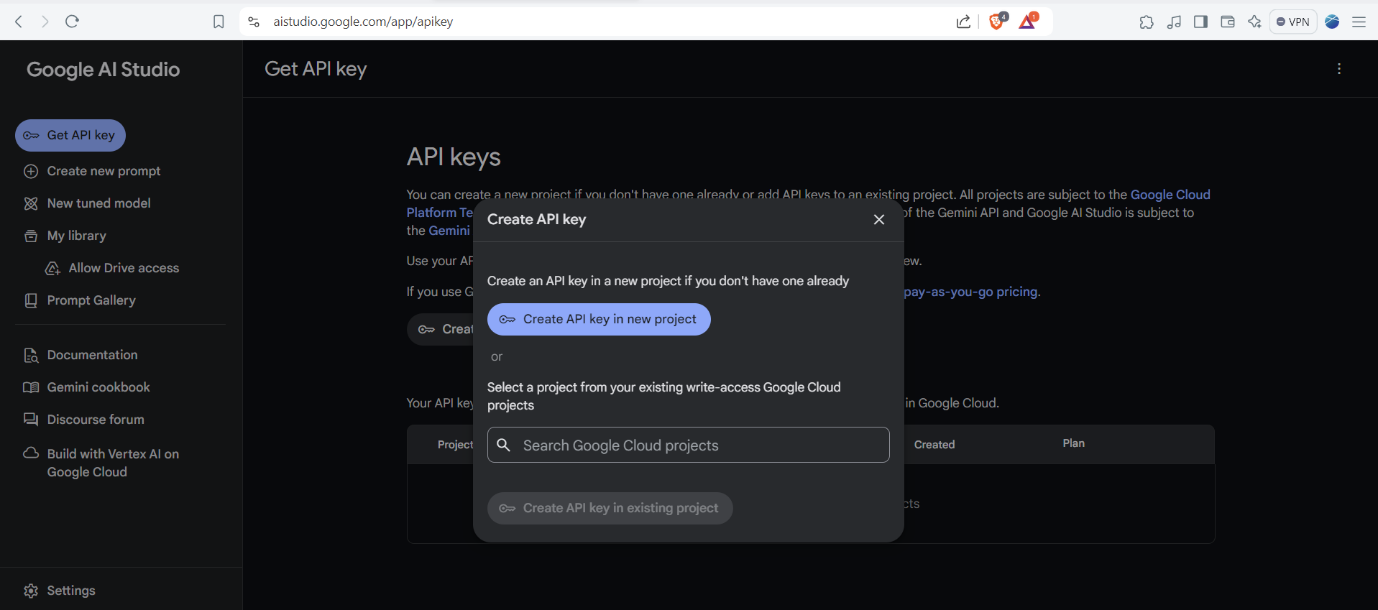 aistudio.google.com/app/apikey
4
1
VPN
Google AI Studio
Get API key
Get API key
Create new prompt
New tuned model
My library
Allow Drive access
Prompt Gallery
Documentation
Gemini cookbook
Discourse forum
Build with Vertex AI on
Google Cloud
Settings
API keys
You can create a new project if you don't have one already or add API keys to an existing project. All projects are subject to the Google Cloud
Platform Te
of the Gemini API and Google AI Studio is subject to
the Gemini
Use your AP
ew.
If you use G
pay-as-you-go pricing.
Creat
Your API key
in Google Cloud.
Project
Created
Plan
cts
Create API key
Create an API key in a new project if you don't have one already
Create API key in new project
or
Select a project from your existing write-access Google Cloud
projects
Search Google Cloud projects
Create API key in existing project